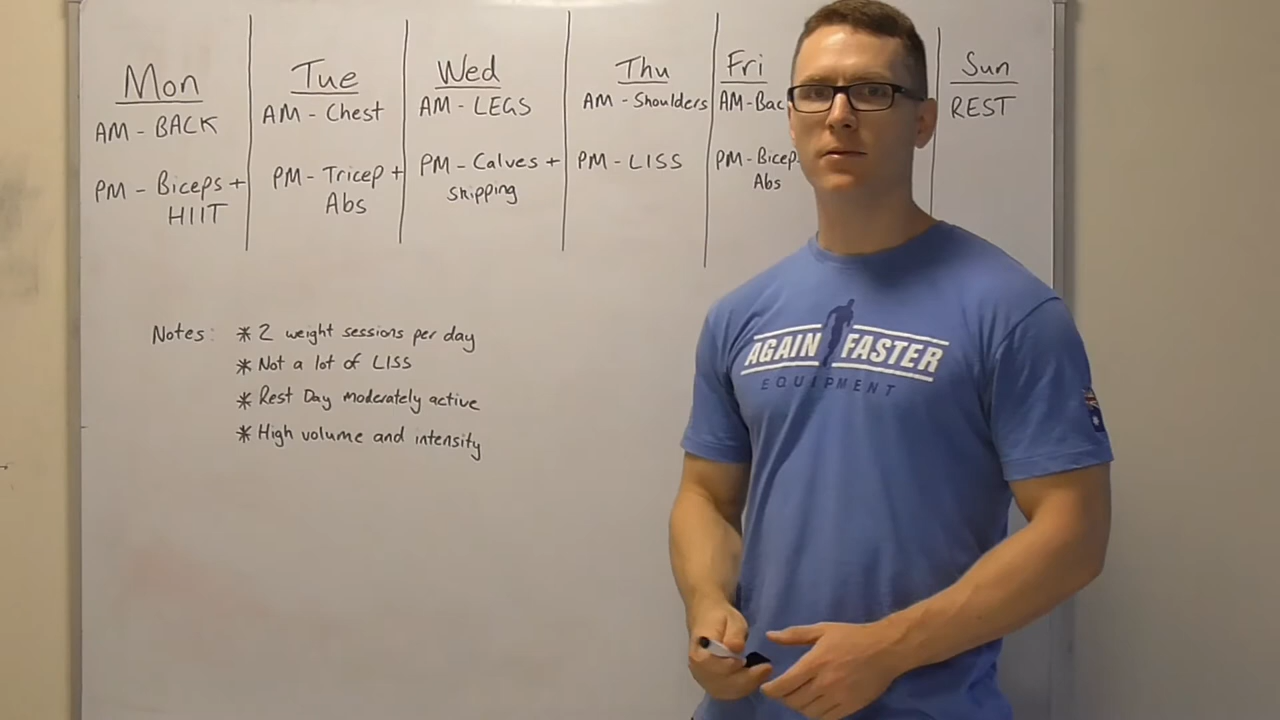 Mon
AM - BACK
PM - Biceps +
HIIT
Tue
AM - Chest
PM - Tricep +
Abs
Wed
AM - LEGS
PM - Calves +
Skipping
Thu
AM - Shoulders
PM - LISS
Fri
AM - Bac
PM - Bicep
Abs
Sun
REST
Notes: * 2 weight sessions per day
* Not a lot of LISS
* Rest Day moderately active
* High volume and intensity
AGAIN FASTER
EQUIPMENT